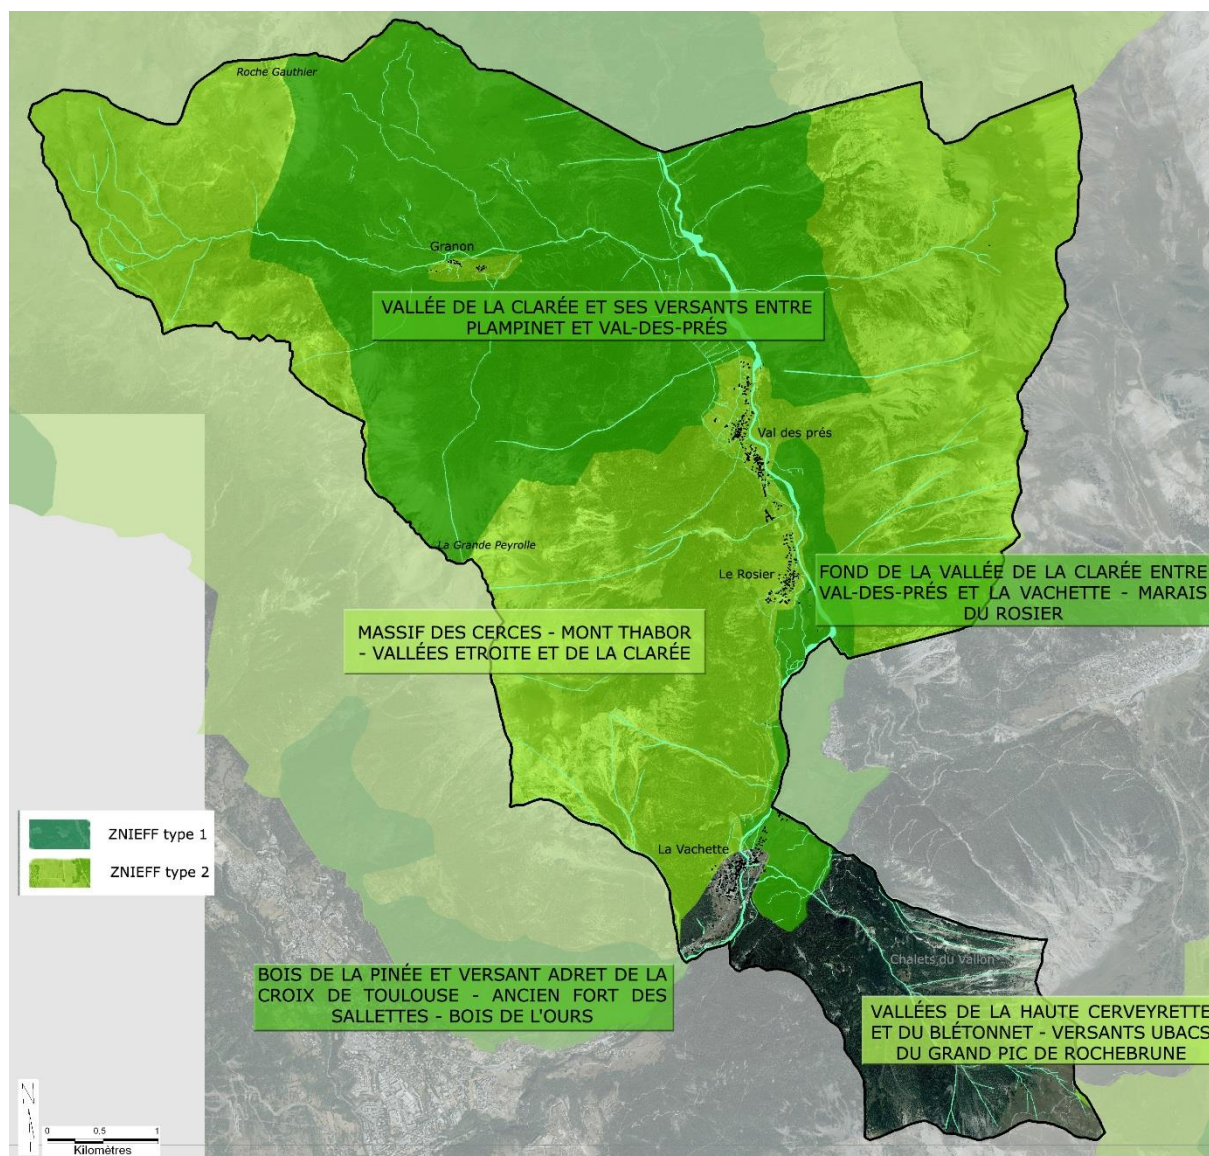 Roche Gauthier
Granon
VALLÉE DE LA CLARÉE ET SES VERSANTS ENTRE
PLAMPINET ET VAL-DES-PRÉS
Val des prés
La Grande Peyrolle
Le Rosier
FOND DE LA VALLÉE DE LA CLARÉE ENTRE
VAL-DES-PRÉS ET LA VACHETTE - MARAIS
DU ROSIER
MASSIF DES CERCES - MONT THABOR
- VALLÉES ETROITE ET DE LA CLARÉE
ZNIEFF type 1
ZNIEFF type 2
La Vachette
Chalets du Vallon
BOIS DE LA PINÉE ET VERSANT ADRET DE LA
CROIX DE TOULOUSE - ANCIEN FORT DES
SALLETTES - BOIS DE L'OURS
VALLÉES DE LA HAUTE CERVEYRETTE
ET DU BLÉTONNET - VERSANTS UBACS
DU GRAND PIC DE ROCHEBRUNE
N
0 0,5 1
Kilomètres